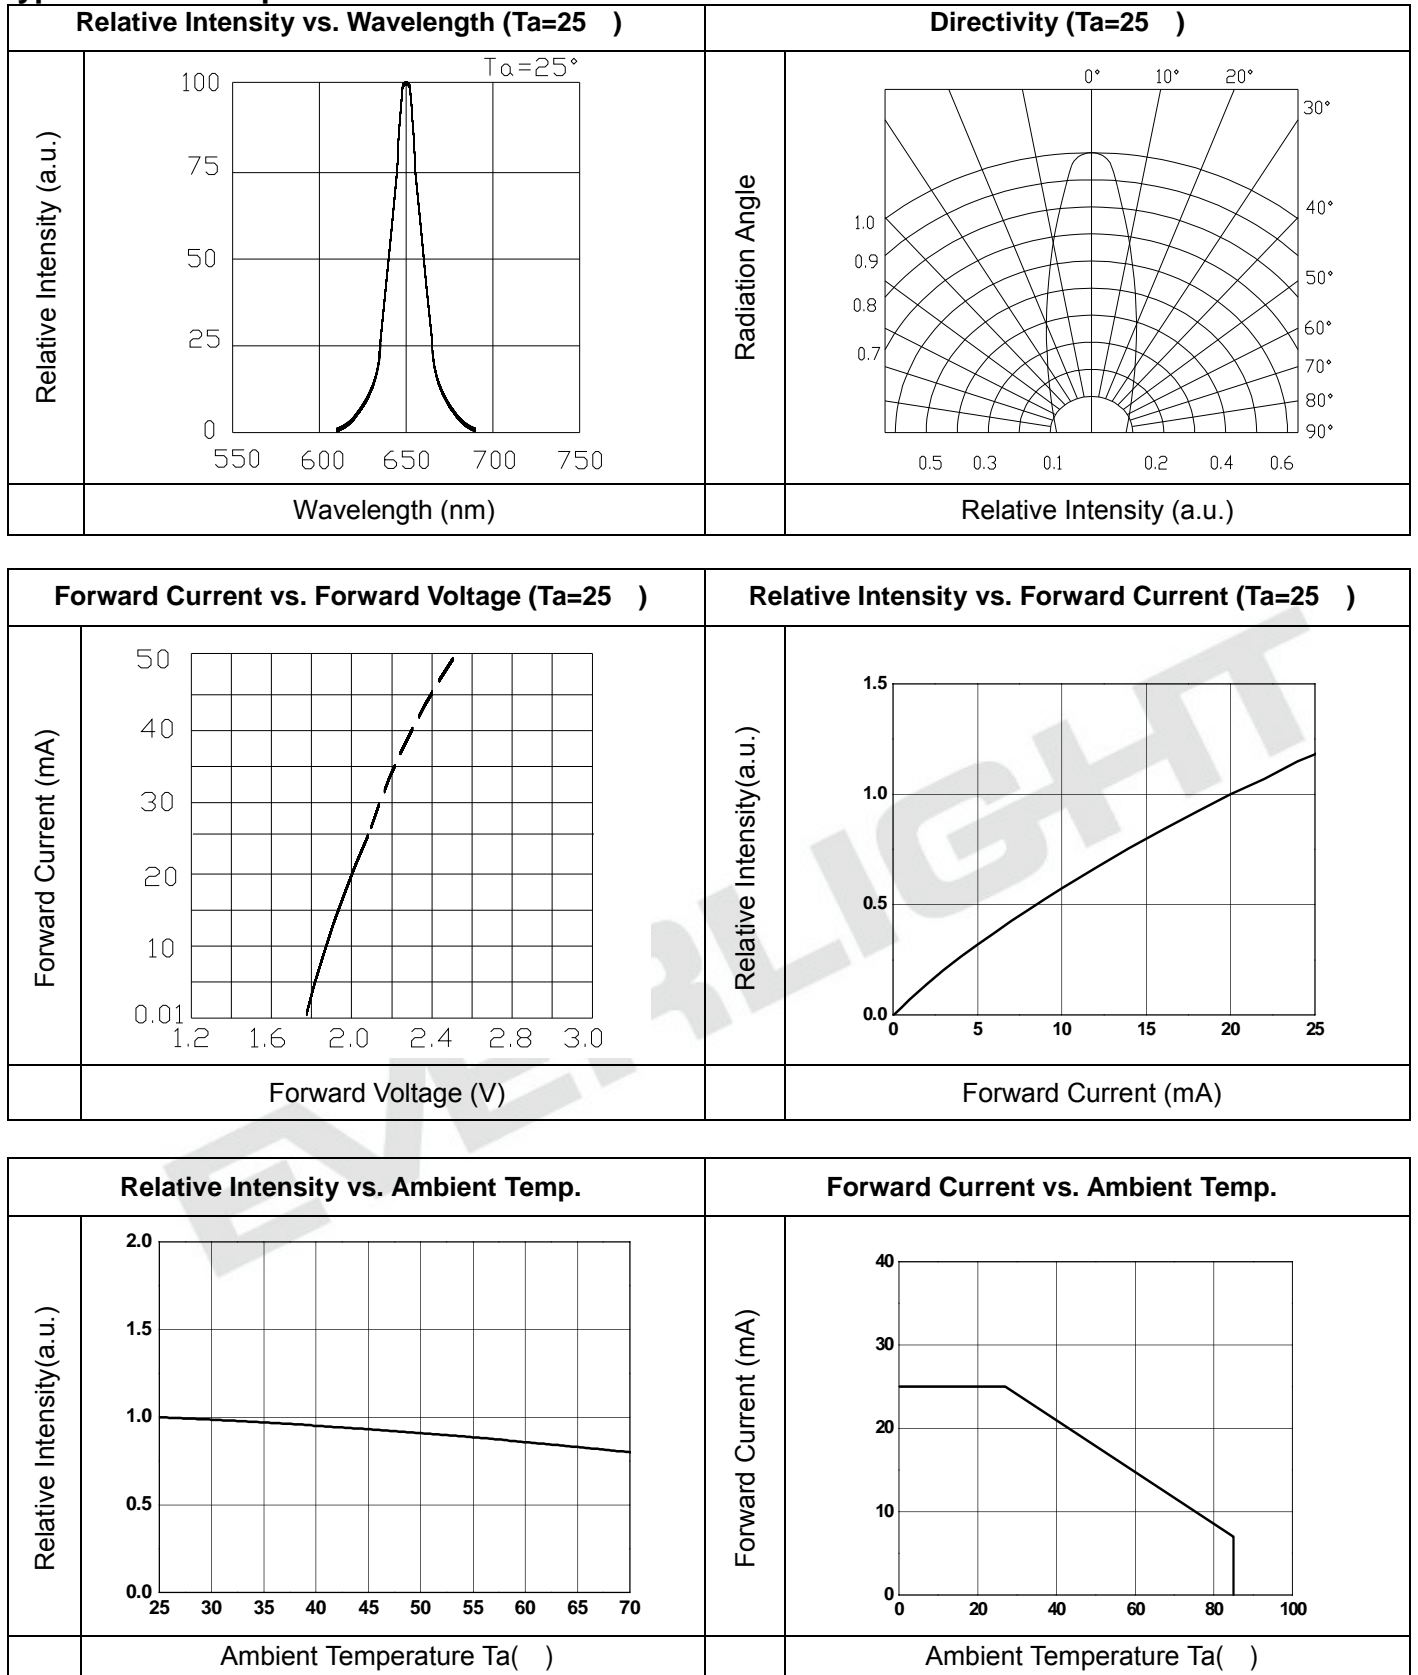 Relative Intensity vs. Wavelength (Ta=25 )
Directivity (Ta=25 )
Relative Intensity (a.u.)
Ta=25°
100
75
50
25
0
550 600 650 700 750
Wavelength (nm)
Radiation Angle
0° 10° 20°
30°
40°
50°
60°
70°
80°
90°
1.0
0.9
0.8
0.7
0.5 0.3 0.1 0.2 0.4 0.6
Relative Intensity (a.u.)
Forward Current vs. Forward Voltage (Ta=25 )
Relative Intensity vs. Forward Current (Ta=25 )
Forward Current (mA)
50
40
30
20
10
0.01
1.2 1.6 2.0 2.4 2.8 3.0
Forward Voltage (V)
Relative Intensity(a.u.)
1.5
1.0
0.5
0.0
0 5 10 15 20 25
Forward Current (mA)
EVERLIGHT
Relative Intensity vs. Ambient Temp.
Forward Current vs. Ambient Temp.
Relative Intensity(a.u.)
2.0
1.5
1.0
0.5
0.0
25 30 35 40 45 50 55 60 65 70
Ambient Temperature Ta( )
Forward Current (mA)
40
30
20
10
0
0 20 40 60 80 100
Ambient Temperature Ta( )